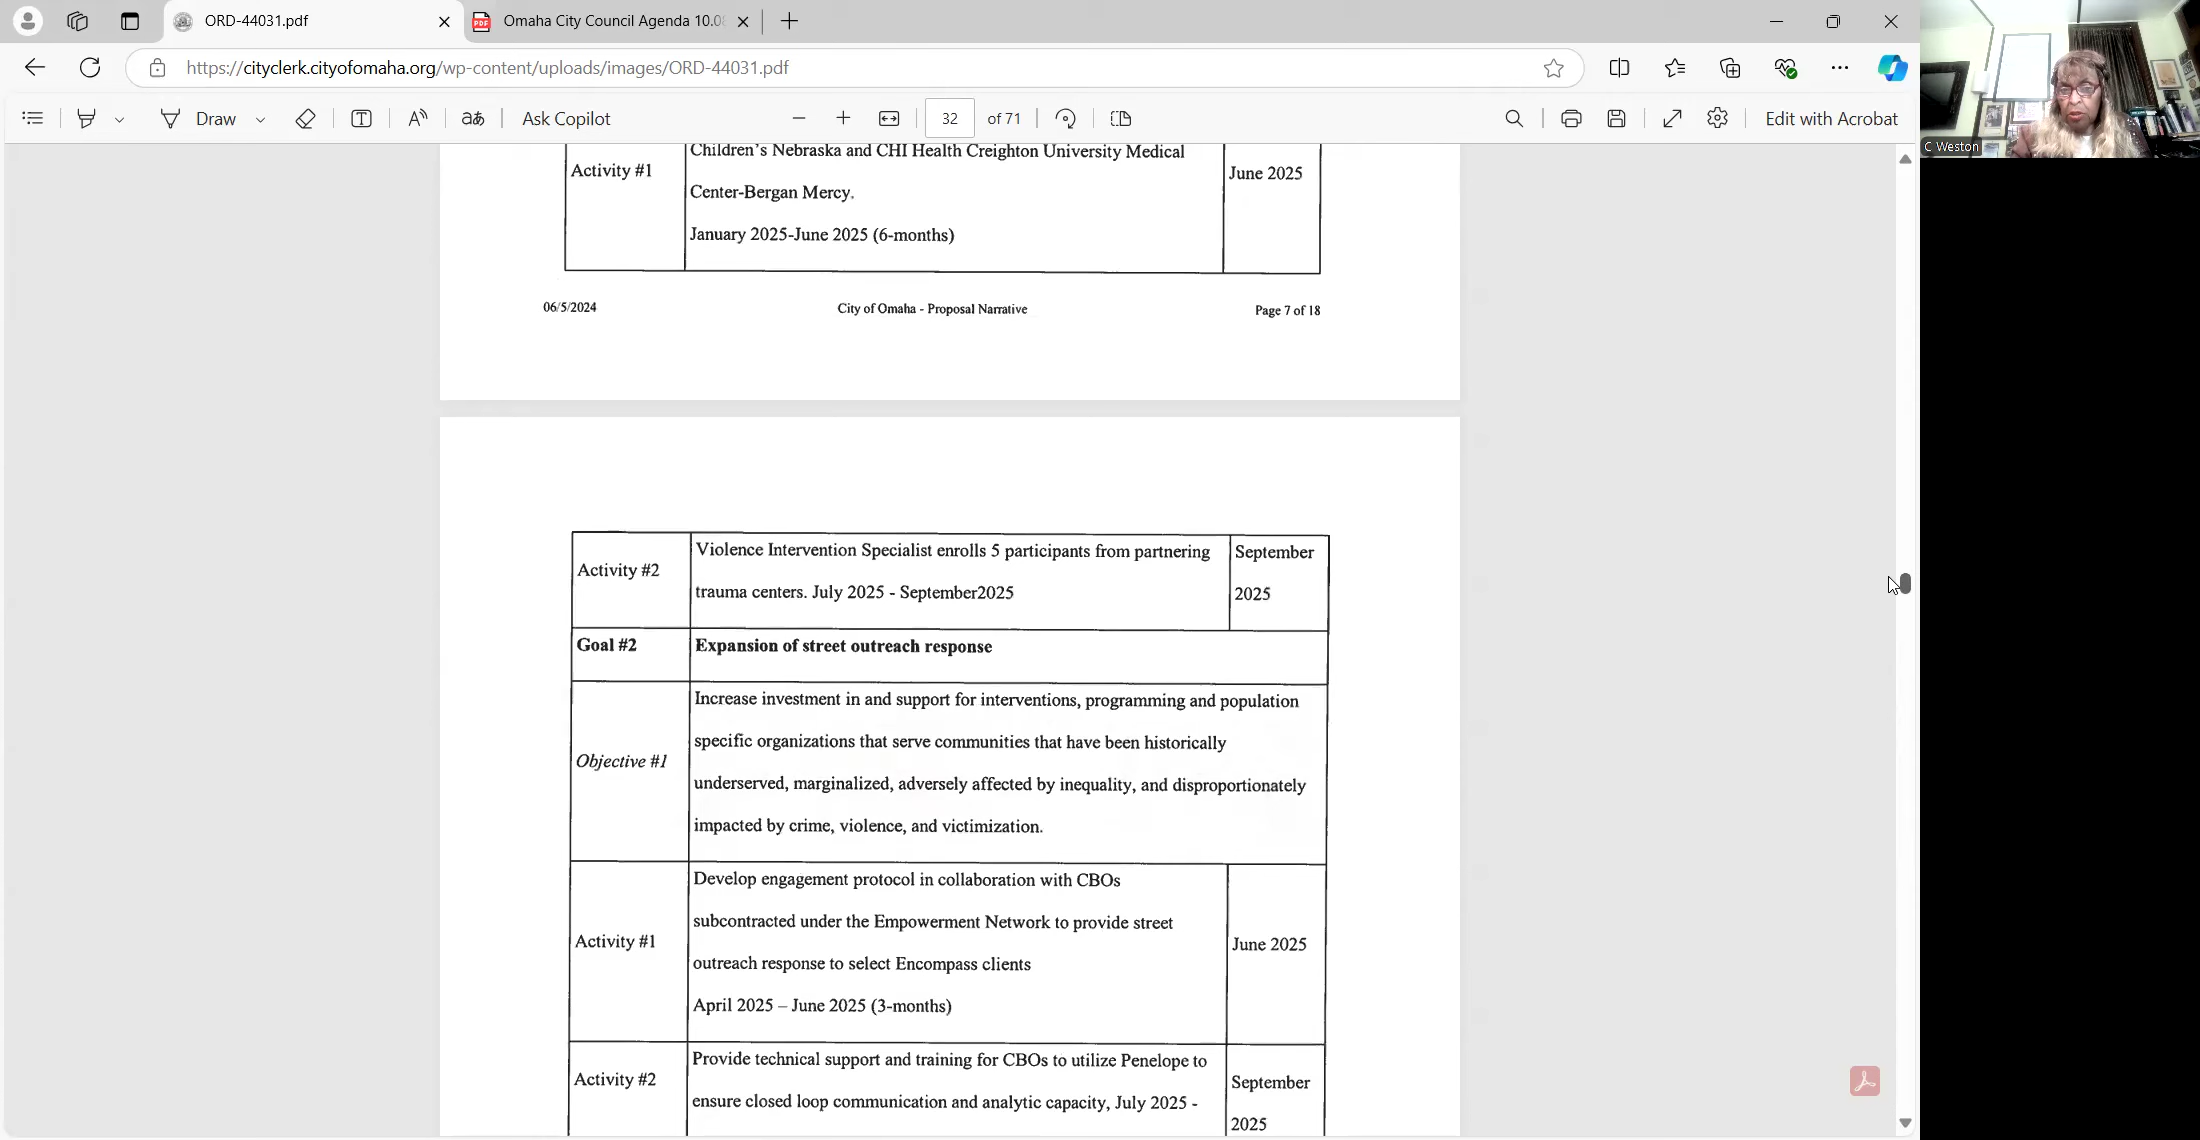 ORD-44031.pdf
Omaha City Council Agenda 10.0
https://cityclerk.cityofomaha.org/wp-content/uploads/images/ORD-44031.pdf
Draw
Ask Copilot
32 of 71
Edit with Acrobat
C Weston
Activity #1
Children's Nebraska and CHI Health Creighton University Medical
Center-Bergan Mercy.
January 2025-June 2025 (6-months)
June 2025
06/5/2024
City of Omaha - Proposal Narrative
Page 7 of 18
Activity #2
Violence Intervention Specialist enrolls 5 participants from partnering
trauma centers. July 2025 - September2025
September
2025
Goal #2
Expansion of street outreach response
Objective #1
Increase investment in and support for interventions, programming and population
specific organizations that serve communities that have been historically
underserved, marginalized, adversely affected by inequality, and disproportionately
impacted by crime, violence, and victimization.
Activity #1
Develop engagement protocol in collaboration with CBOs
subcontracted under the Empowerment Network to provide street
outreach response to select Encompass clients
April 2025 – June 2025 (3-months)
June 2025
Activity #2
Provide technical support and training for CBOs to utilize Penelope to
ensure closed loop communication and analytic capacity, July 2025 -
September
2025